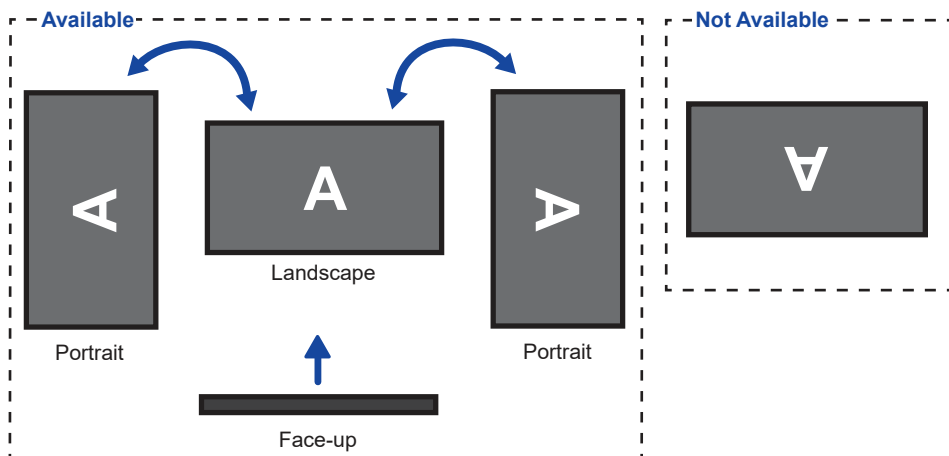 Available
Not Available
A
A
A
A
Landscape
Portrait
Portrait
Face-up